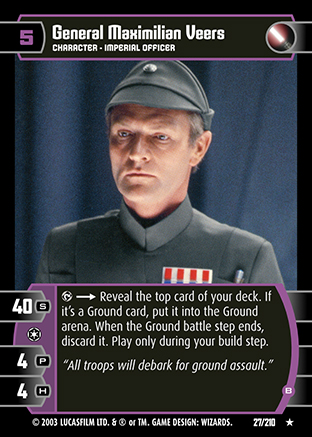 5
General Maximilian Veers
CHARACTER - IMPERIAL OFFICER
40 S
4 P
4 H
Reveal the top card of your deck. If
it's a Ground card, put it into the Ground
arena. When the Ground battle step ends,
discard it. Play only during your build step.
"All troops will debark for ground assault."
B
© 2003 LUCASFILM LTD. & ® or TM. GAME DESIGN: WIZARDS.
27/210